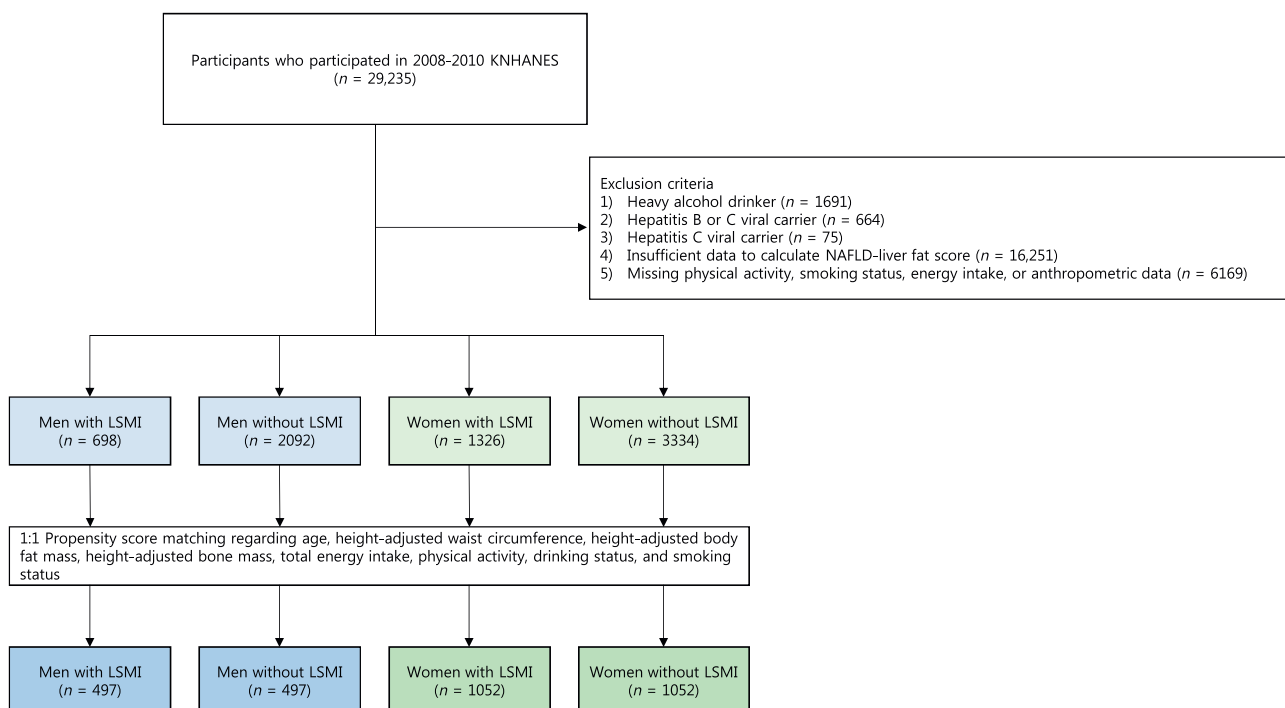 Participants who participated in 2008-2010 KNHANES
(n = 29,235)
Exclusion criteria
1) Heavy alcohol drinker (n = 1691)
2) Hepatitis B or C viral carrier (n = 664)
3) Hepatitis C viral carrier (n = 75)
4) Insufficient data to calculate NAFLD-liver fat score (n = 16,251)
5) Missing physical activity, smoking status, energy intake, or anthropometric data (n = 6169)
Men with LSMI
(n = 698)
Men without LSMI
(n = 2092)
Women with LSMI
(n = 1326)
Women without LSMI
(n = 3334)
1:1 Propensity score matching regarding age, height-adjusted waist circumference, height-adjusted body
fat mass, height-adjusted bone mass, total energy intake, physical activity, drinking status, and smoking
status
Men with LSMI
(n = 497)
Men without LSMI
(n = 497)
Women with LSMI
(n = 1052)
Women without LSMI
(n = 1052)